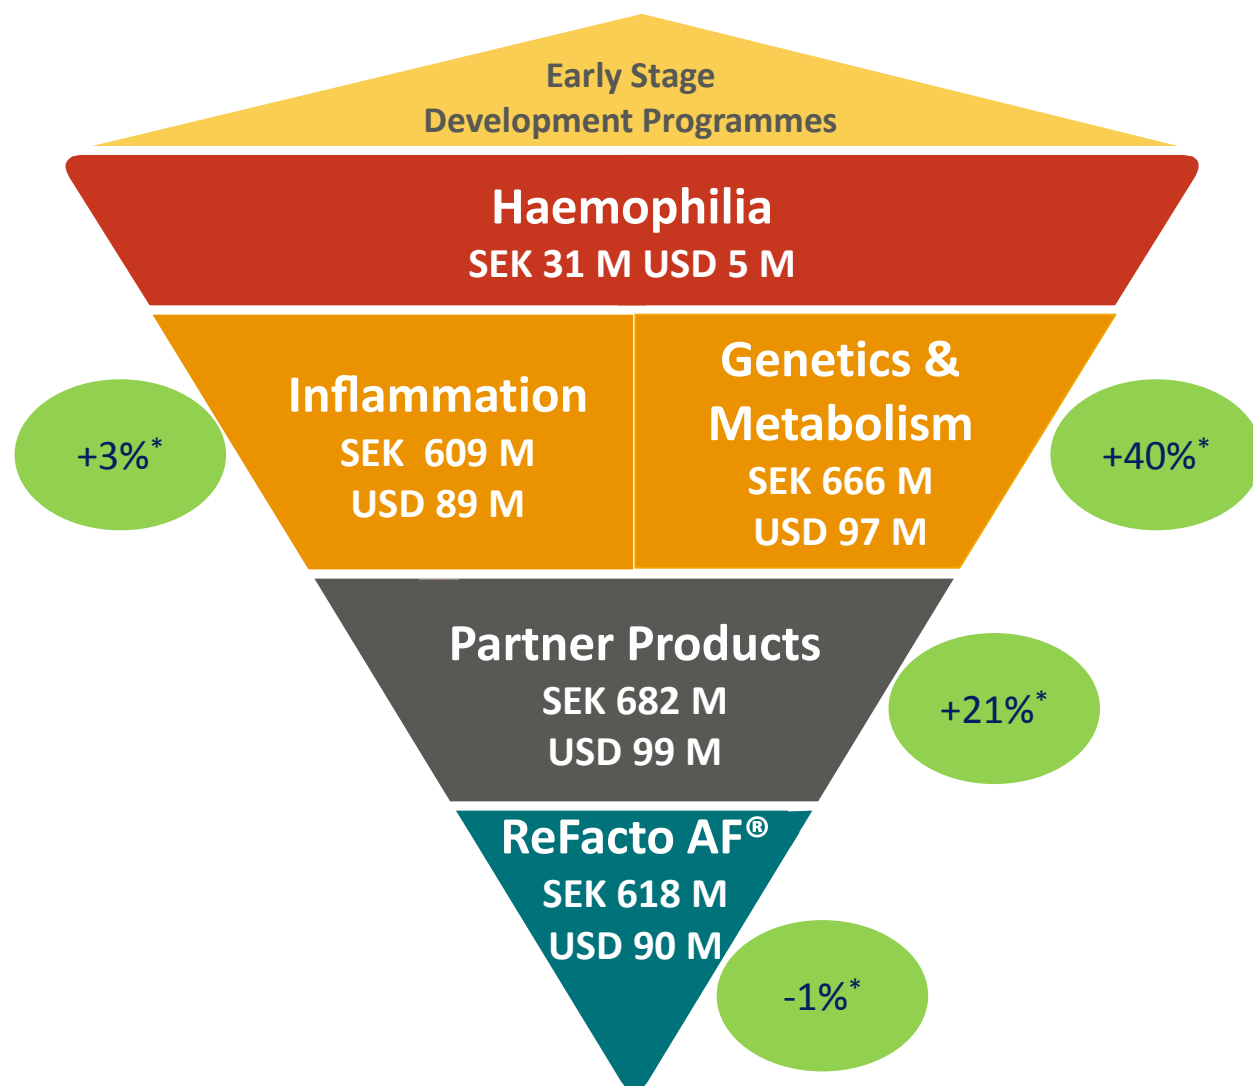 Early Stage
Development Programmes
Haemophilia
SEK 31 M USD 5 M
Inflammation
SEK  609 M
USD 89 M
+3%*
Genetics &
Metabolism
SEK 666 M
USD 97 M
+40%*
Partner Products
SEK 682 M
USD 99 M
+21%*
ReFacto AF®
SEK 618 M
USD 90 M
-1%*